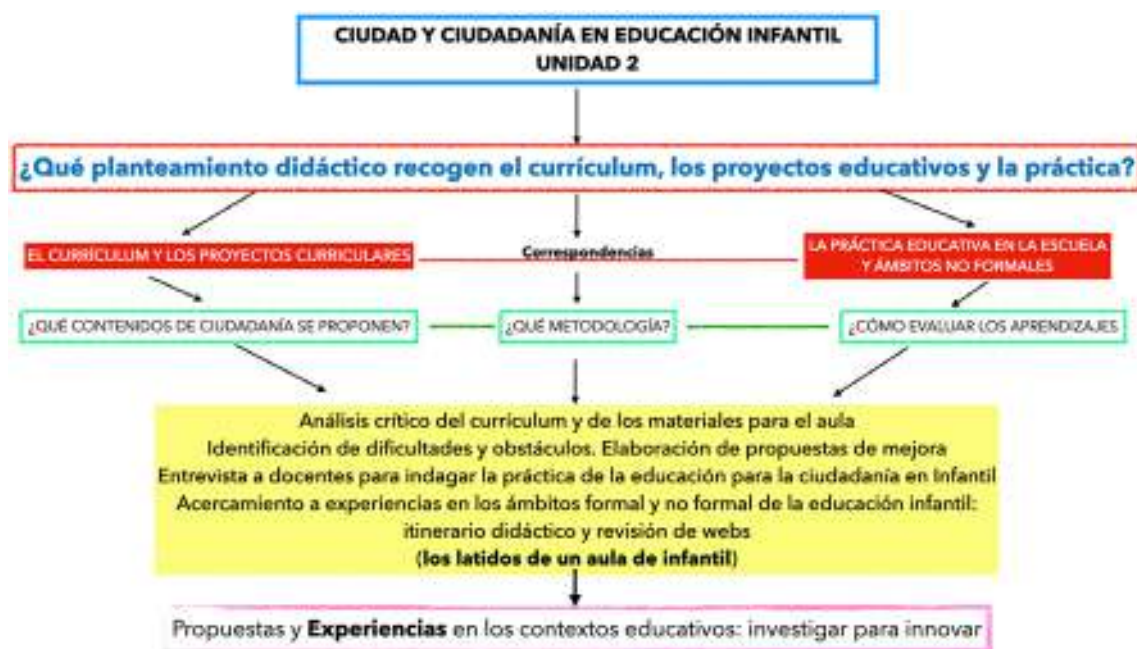 CIUDAD Y CIUDADANÍA EN EDUCACIÓN INFANTIL
UNIDAD 2
¿Qué planteamiento didáctico recogen el currículum, los proyectos educativos y la práctica?
EL CURRÍCULUM Y LOS PROYECTOS CURRICULARES
Correspondencias
LA PRÁCTICA EDUCATIVA EN LA ESCUELA
Y ÁMBITOS NO FORMALES
¿QUÉ CONTENIDOS DE CIUDADANÍA SE PROPONEN?
¿QUÉ METODOLOGÍA?
¿CÓMO EVALUAR LOS APRENDIZAJES
Análisis crítico del currículum y de los materiales para el aula
Identificación de dificultades y obstáculos. Elaboración de propuestas de mejora
Entrevista a docentes para indagar la práctica de la educación para la ciudadanía en Infantil
Acercamiento a experiencias en los ámbitos formal y no formal de la educación infantil:
itinerario didáctico y revisión de webs
(los latidos de un aula de infantil)
Propuestas y Experiencias en los contextos educativos: investigar para innovar